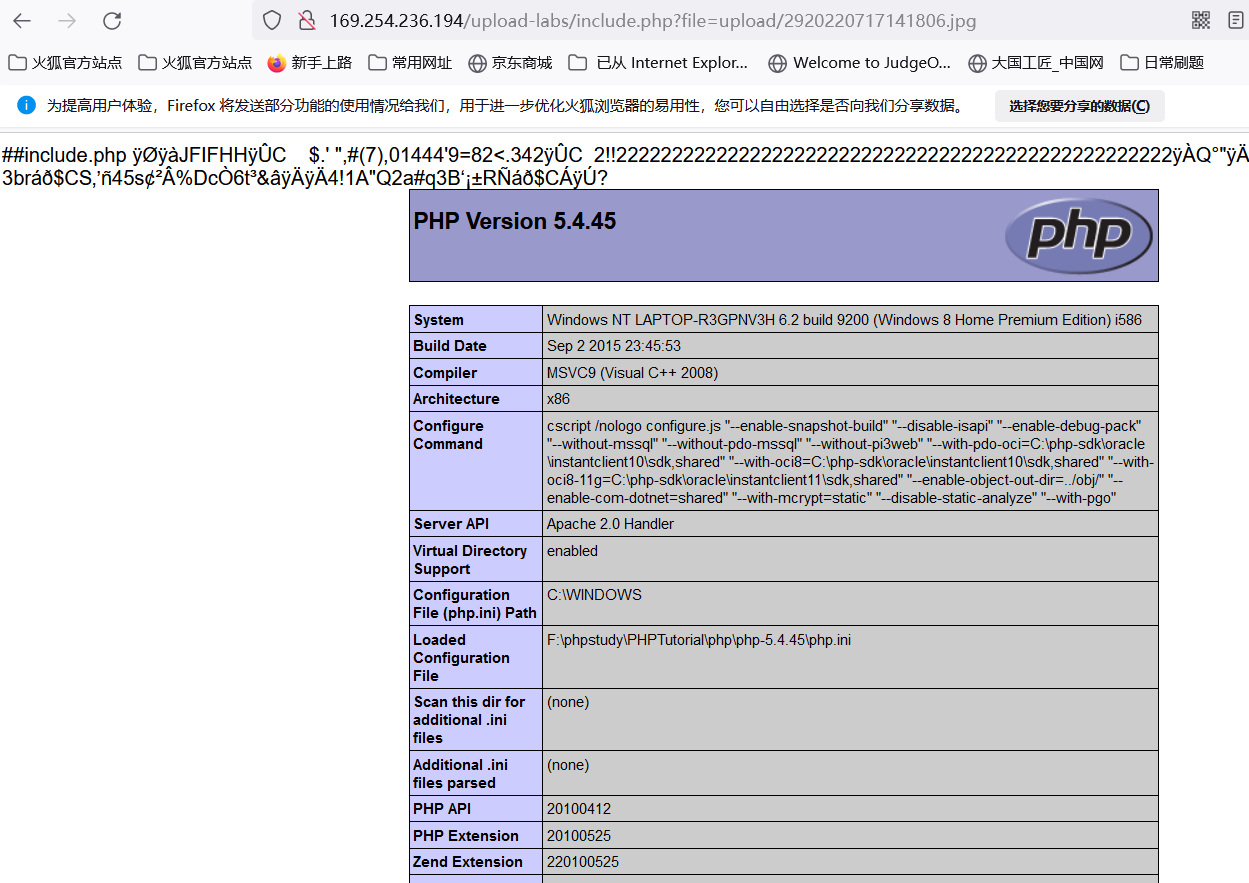 169.254.236.194/upload-labs/include.php?file=upload/2920220717141806.jpg
火狐官方站点 火狐官方站点 新手上路 常用网址 京东商城 已从 Internet Explor... Welcome to JudgeO... 大国工匠_中国网 日常刷题
为提高用户体验，Firefox 将发送部分功能的使用情况给我们，用于进一步优化火狐浏览器的易用性，您可以自由选择是否向我们分享数据。 选择您要分享的数据(C)
##include.php ÿØÿàJFIFHHÿÛC $.' ",#(7),01444'9=82<.342ÿÛC
3bráð$CS‚’ñ45s¢²Â%DcÒ6t³&âÿÄÿÄ4!1A"Q2a#q3B‘¡±RÑáð$CÁÿÚ?
PHP Version 5.4.45
php
System Windows NT LAPTOP-R3GPNV3H 6.2 build 9200 (Windows 8 Home Premium Edition) i586
Build Date Sep 2 2015 23:45:53
Compiler MSVC9 (Visual C++ 2008)
Architecture x86
Configure cscript /nologo configure.js "--enable-snapshot-build" "--disable-isapi" "--enable-debug-pack"
Command "--without-mssql" "--without-pdo-mssql" "--without-pi3web" "--with-pdo-oci=C:\php-sdk\oracle
\instantclient10\sdk,shared" "--with-oci8=C:\php-sdk\oracle\instantclient10\sdk,shared" "--with-
oci8-11g=C:\php-sdk\oracle\instantclient11\sdk,shared" "--enable-object-out-dir=../obj/" "--
enable-com-dotnet=shared" "--with-mcrypt=static" "--disable-static-analyze" "--with-pgo"
Server API Apache 2.0 Handler
Virtual Directory enabled
Support
Configuration C:\WINDOWS
File (php.ini) Path
Loaded F:\phpstudy\PHPTutorial\php\php-5.4.45\php.ini
Configuration
File
Scan this dir for (none)
additional .ini
files
Additional .ini (none)
files parsed
PHP API 20100412
PHP Extension 20100525
Zend Extension 220100525